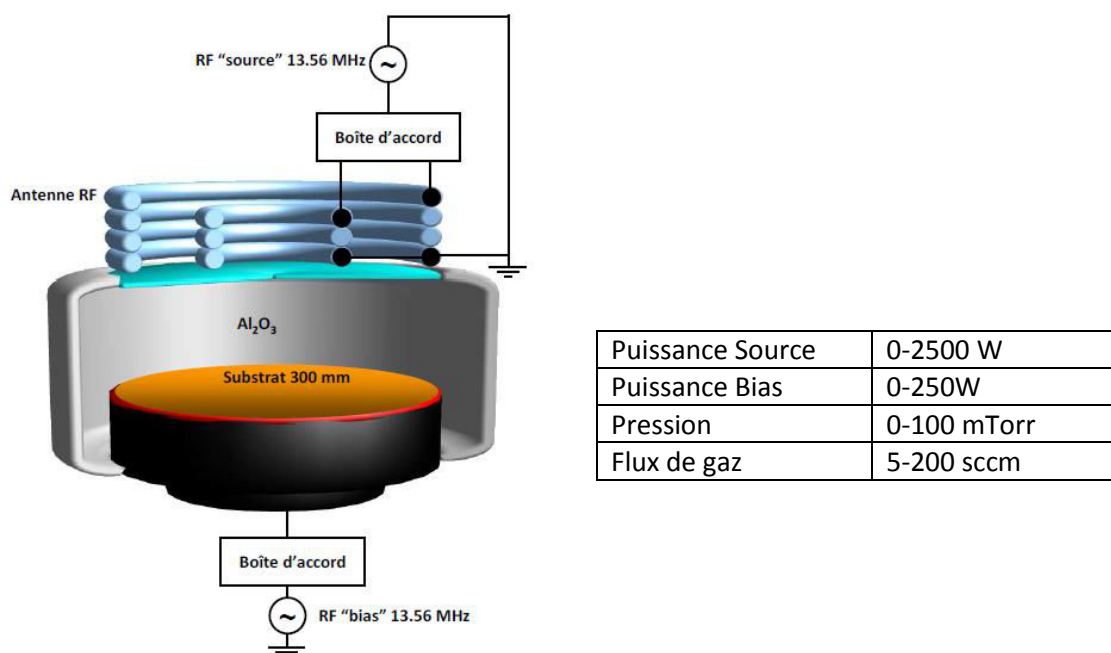 RF “source” 13.56 MHz
~
Boîte d’accord
Antenne RF
Al₂O₃
Substrat 300 mm
Boîte d’accord
~
RF “bias” 13.56 MHz
Puissance Source 0-2500 W
Puissance Bias 0-250W
Pression 0-100 mTorr
Flux de gaz 5-200 sccm